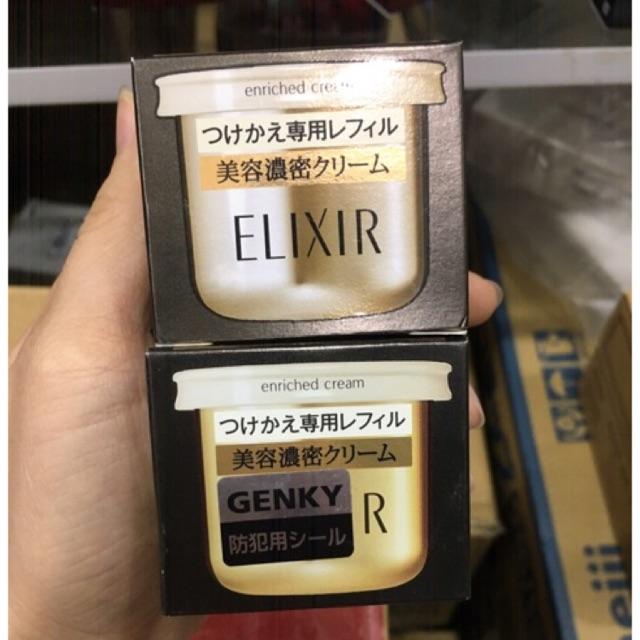 enriched cream
つけかえ専用レフィル
美容濃密クリーム
ELIXIR
enriched cream
つけかえ専用レフィル
美容濃密クリーム
GENKY
R
防犯用シール